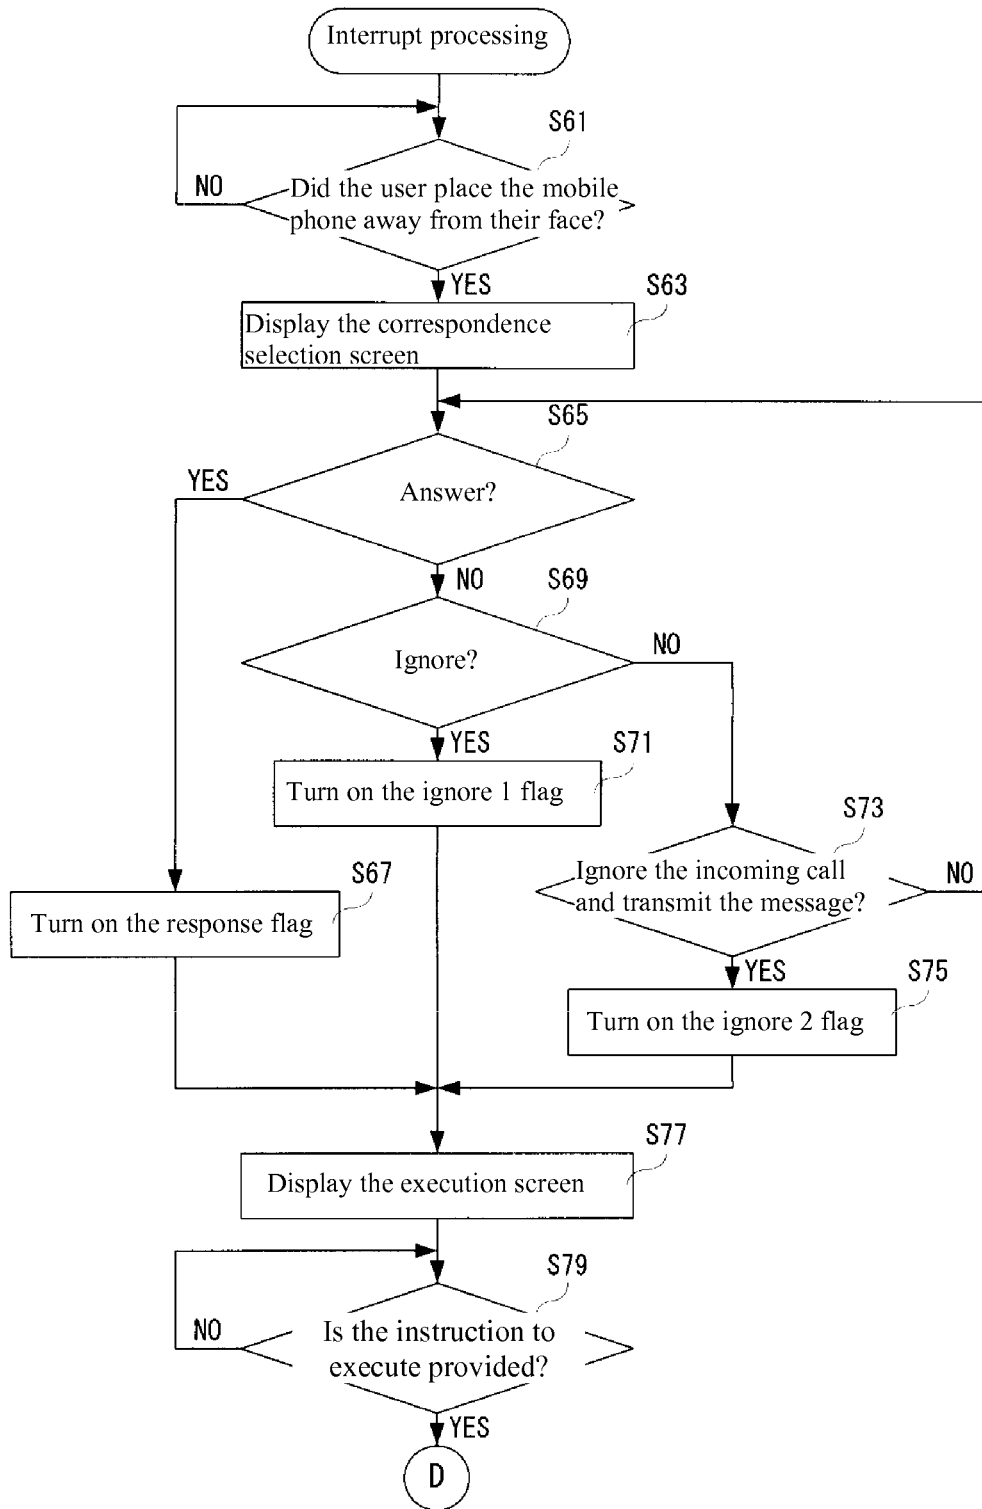 Interrupt processing
S61
NO
Did the user place the mobile
phone away from their face?
YES
S63
Display the correspondence
selection screen
S65
YES
Answer?
NO
S69
NO
Ignore?
YES
S71
Turn on the ignore 1 flag
S73
Ignore the incoming call
and transmit the message?
NO
S67
Turn on the response flag
YES
S75
Turn on the ignore 2 flag
S77
Display the execution screen
S79
NO
Is the instruction to
execute provided?
YES
D